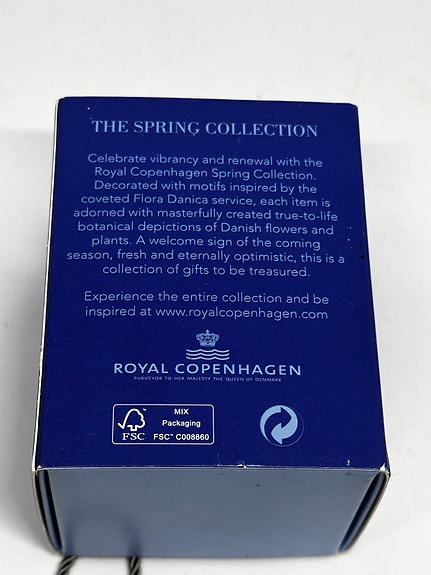 THE SPRING COLLECTION
Celebrate vibrancy and renewal with the
Royal Copenhagen Spring Collection.
Decorated with motifs inspired by the
coveted Flora Danica service, each item is
adorned with masterfully created true-to-life
botanical depictions of Danish flowers and
plants. A welcome sign of the coming
season, fresh and eternally optimistic, this is a
collection of gifts to be treasured.
Experience the entire collection and be
inspired at www.royalcopenhagen.com
ROYAL COPENHAGEN
PURVEYOR TO HER MAJESTY THE QUEEN OF DENMARK
FSC
MIX
Packaging
FSC™ C008860